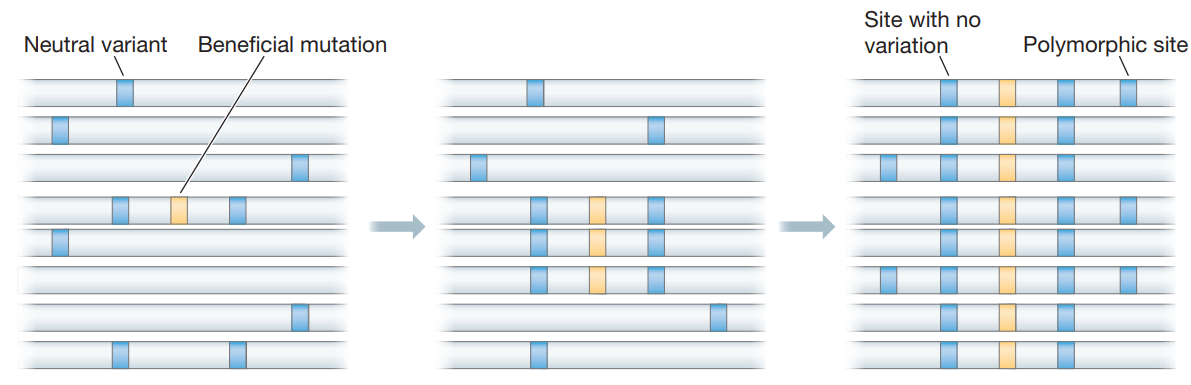 Neutral variant
Beneficial mutation
Site with no
variation
Polymorphic site